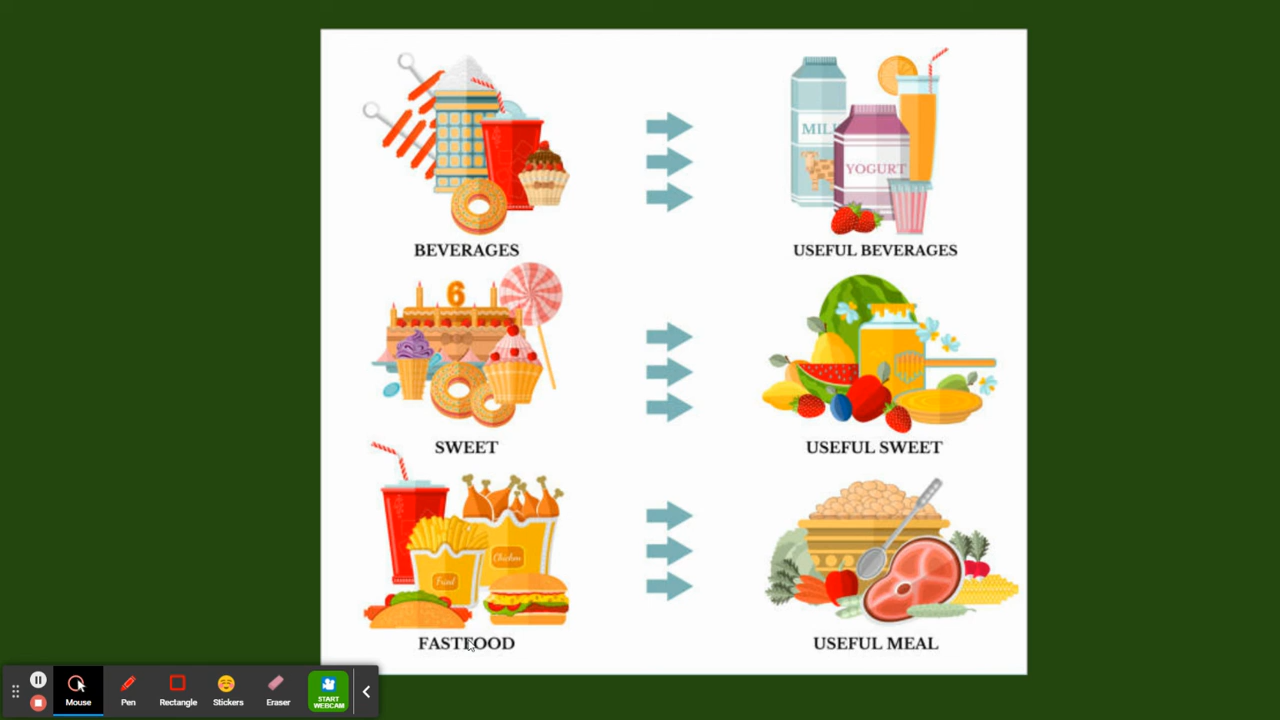 MIL
YOGURT
BEVERAGES
USEFUL BEVERAGES
6
SWEET
USEFUL SWEET
Chicken
Fried
FASTFOOD
USEFUL MEAL
Mouse
Pen
Rectangle
Stickers
Eraser
START
WEBCAM